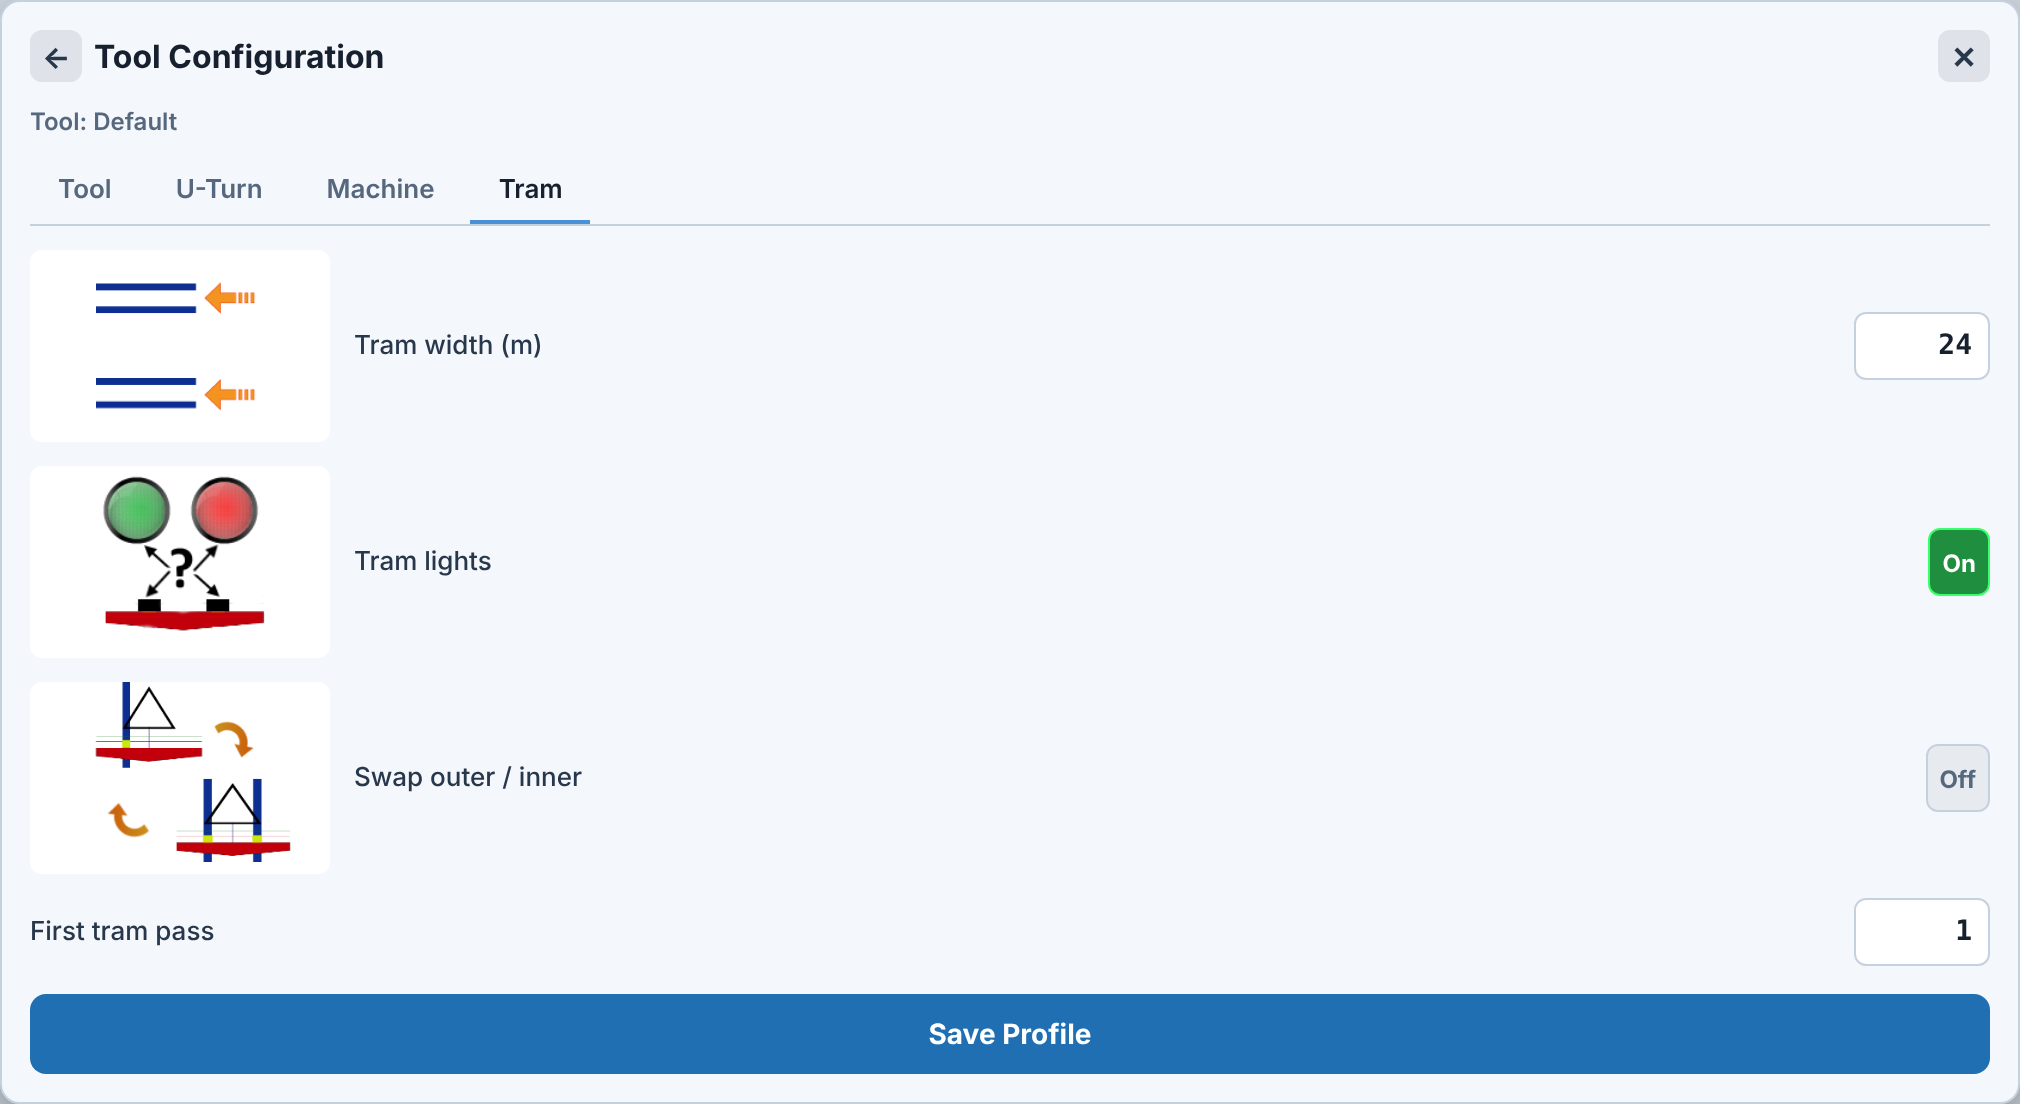 Tool Configuration
Tool: Default
Tool U-Turn Machine Tram
Tram width (m) 24
?
Tram lights On
Swap outer / inner Off
First tram pass 1
Save Profile